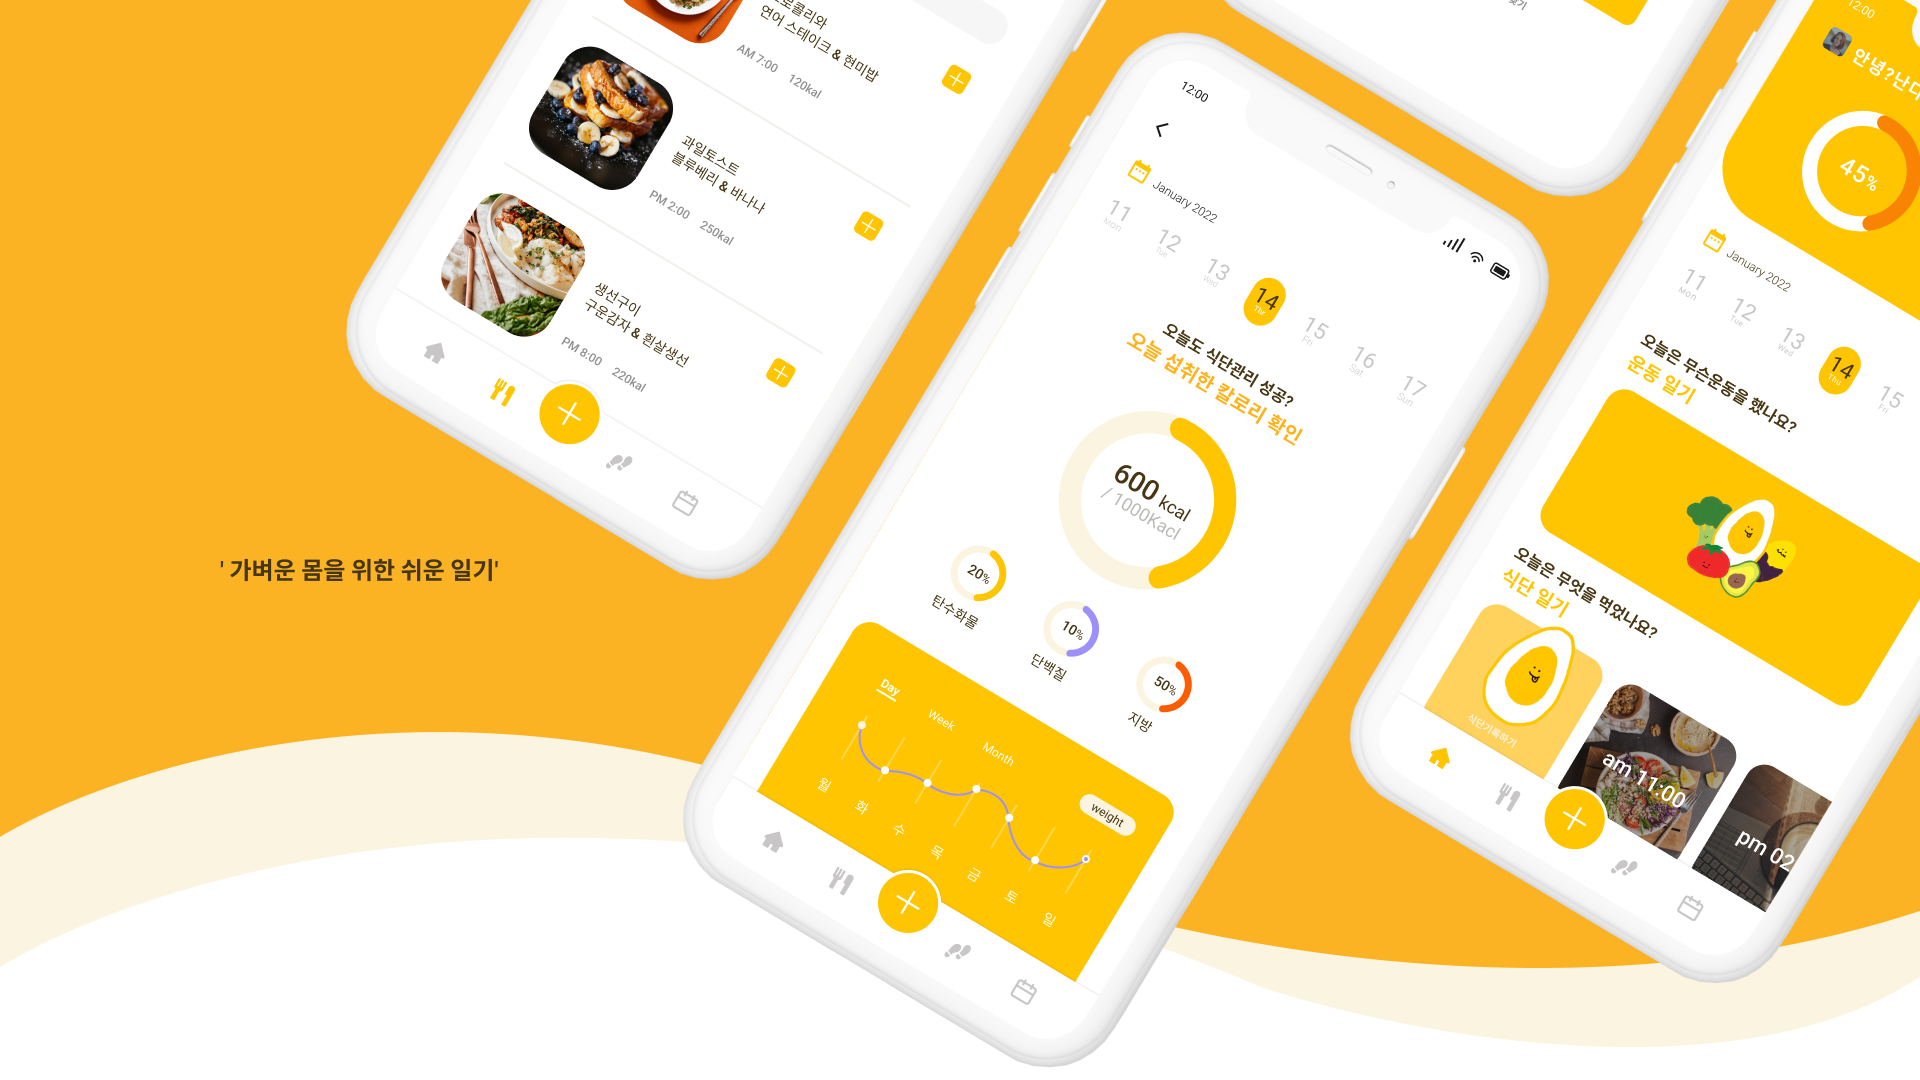 연어 스테이크 & 현미밥
AM 7:00 120kal
과일토스트
블루베리 & 바나나
PM 2:00 250kal
생선구이
구운감자 & 흰살생선
PM 8:00 220kal
' 가벼운 몸을 위한 쉬운 일기'
12:00
January 2022
11 12 13 14 15 16 17
Mon Tue Wed Thr Fri Sat Sun
오늘도 식단관리 성공?
오늘 섭취한 칼로리 확인
600 kcal
/ 1000Kacl
20% 10% 50%
탄수화물 단백질 지방
Day Week Month
weight
월 화 수 목 금 토 일
12:00
안녕?난다
45%
January 2022
11 12 13 14 15
Mon Tue Wed Thu Fri
오늘은 무슨운동을 했나요?
운동 일기
오늘은 무엇을 먹었나요?
식단 일기
식단기록하기
am 11:00
pm 02